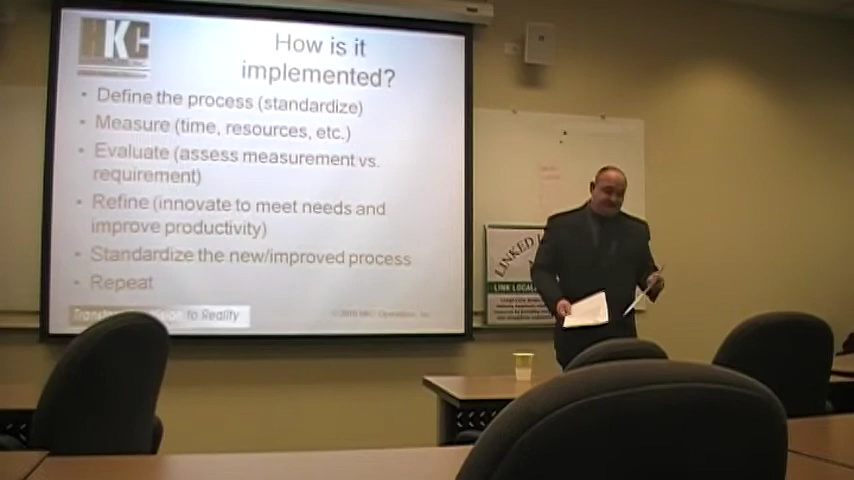 HKC
How is it
implemented?
• Define the process (standardize)
• Measure (time, resources, etc.)
• Evaluate (assess measurement vs.
requirement)
• Refine (innovate to meet needs and
improve productivity)
• Standardize the new/improved process
• Repeat
to Reality
LINKED
LINK LOCAL